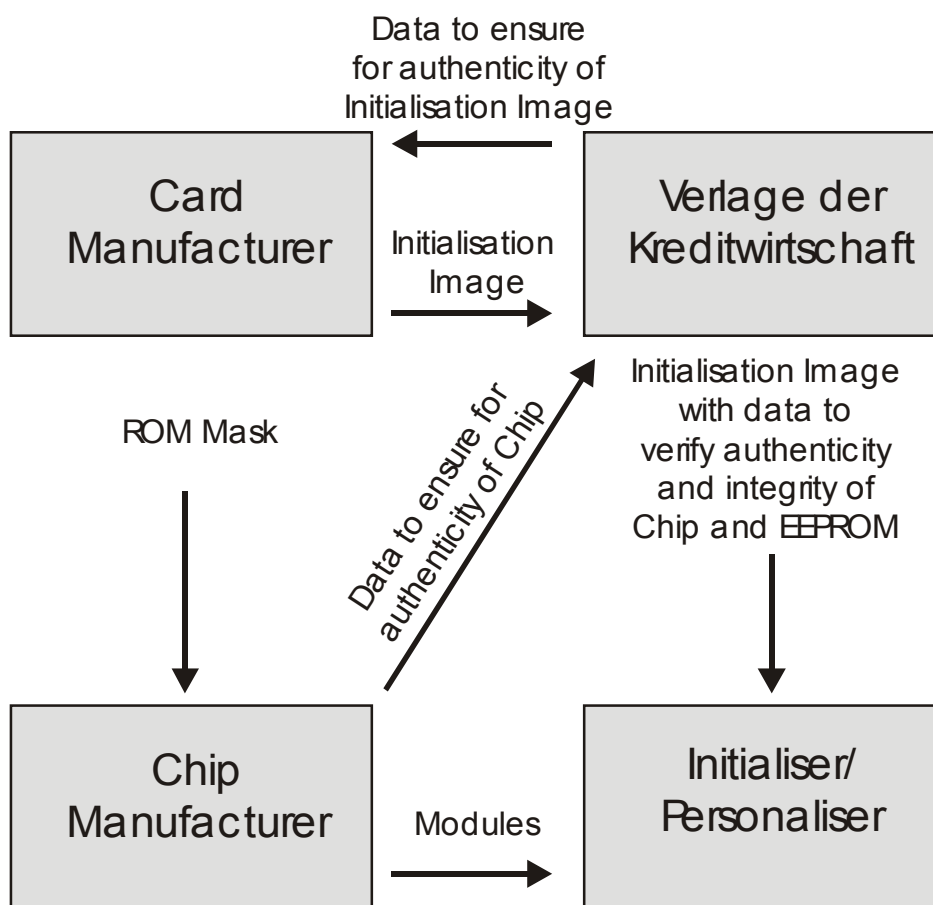 Data to ensure
for authenticity of
Initialisation Image
Card
Manufacturer
Initialisation
Image
Verlage der
Kreditwirtschaft
ROM Mask
Data to ensure for
authenticity of Chip
Initialisation Image
with data to
verify authenticity
and integrity of
Chip and EEPROM
Chip
Manufacturer
Modules
Initialiser/
Personaliser